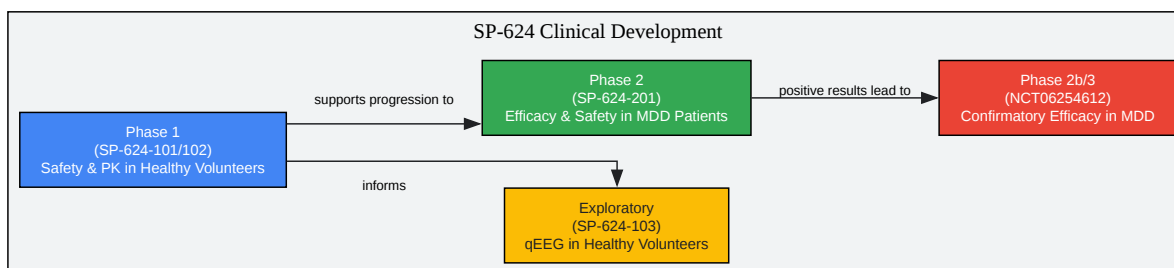 SP-624 Clinical Development
Phase 1
(SP-624-101/102)
Safety & PK in Healthy Volunteers
supports progression to
informs
Phase 2
(SP-624-201)
Efficacy & Safety in MDD Patients
Exploratory
(SP-624-103)
qEEG in Healthy Volunteers
positive results lead to
Phase 2b/3
(NCT06254612)
Confirmatory Efficacy in MDD